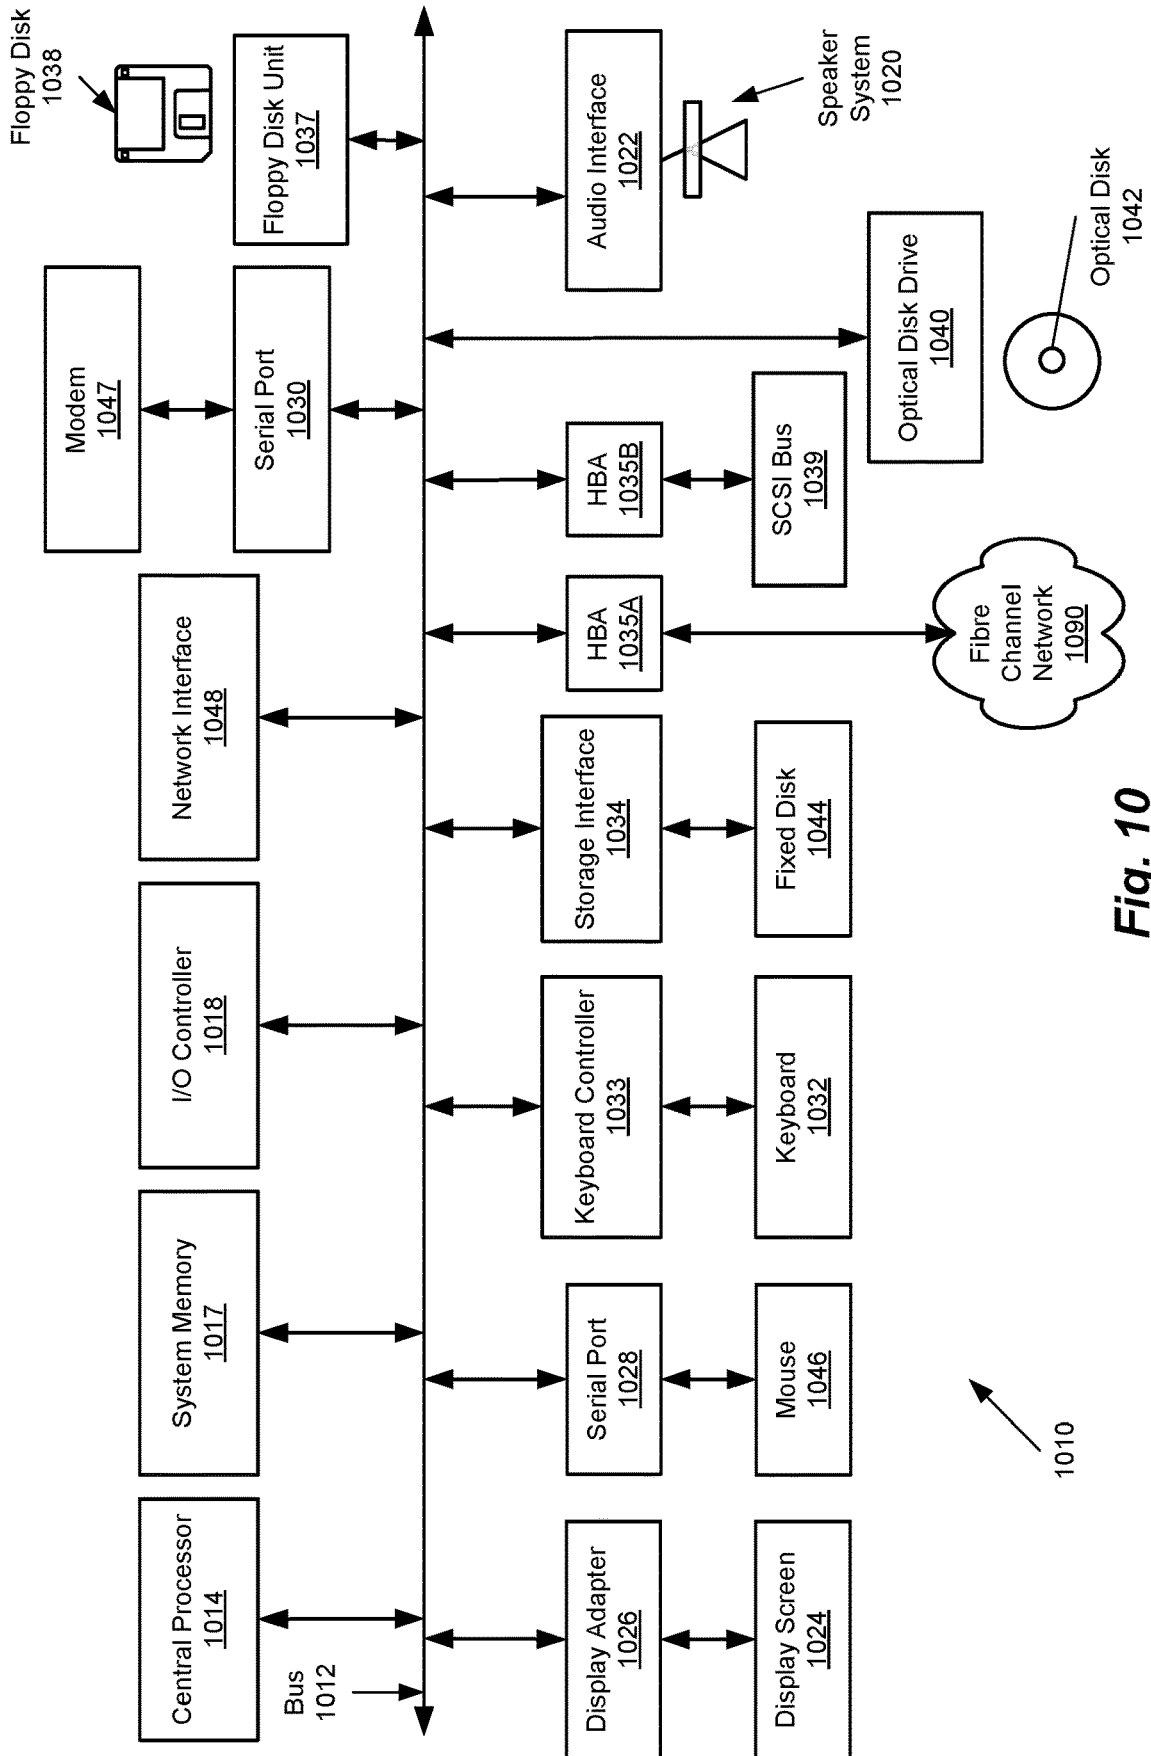 Central Processor
1014
System Memory
1017
I/O Controller
1018
Network Interface
1048
Modem
1047
Serial Port
1030
Floppy Disk
1038
Floppy Disk Unit
1037
Bus
1012
Display Adapter
1026
Serial Port
1028
Keyboard Controller
1033
Storage Interface
1034
HBA
1035A
HBA
1035B
Audio Interface
1022
Display Screen
1024
Mouse
1046
Keyboard
1032
Fixed Disk
1044
SCSI Bus
1039
Speaker
System
1020
Optical Disk Drive
1040
Fibre
Channel
Network
1090
Optical Disk
1042
1010
Fig. 10